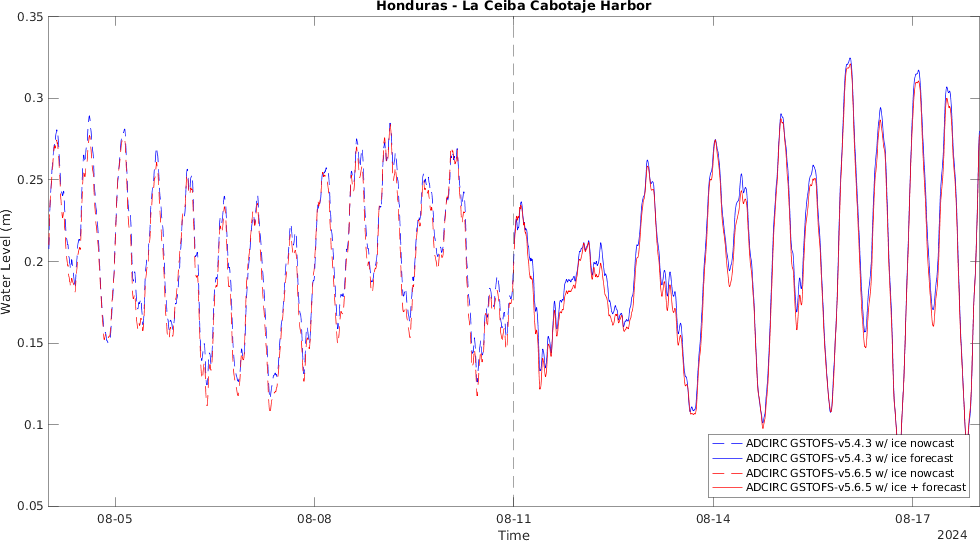 Honduras - La Ceiba Cabotaje Harbor
0.35
0.3
0.25
0.2
0.15
0.1
0.05
Water Level (m)
08-05
08-08
08-11
08-14
08-17
Time
2024
ADCIRC GSTOFS-v5.4.3 w/ ice nowcast
ADCIRC GSTOFS-v5.4.3 w/ ice forecast
ADCIRC GSTOFS-v5.6.5 w/ ice nowcast
ADCIRC GSTOFS-v5.6.5 w/ ice + forecast